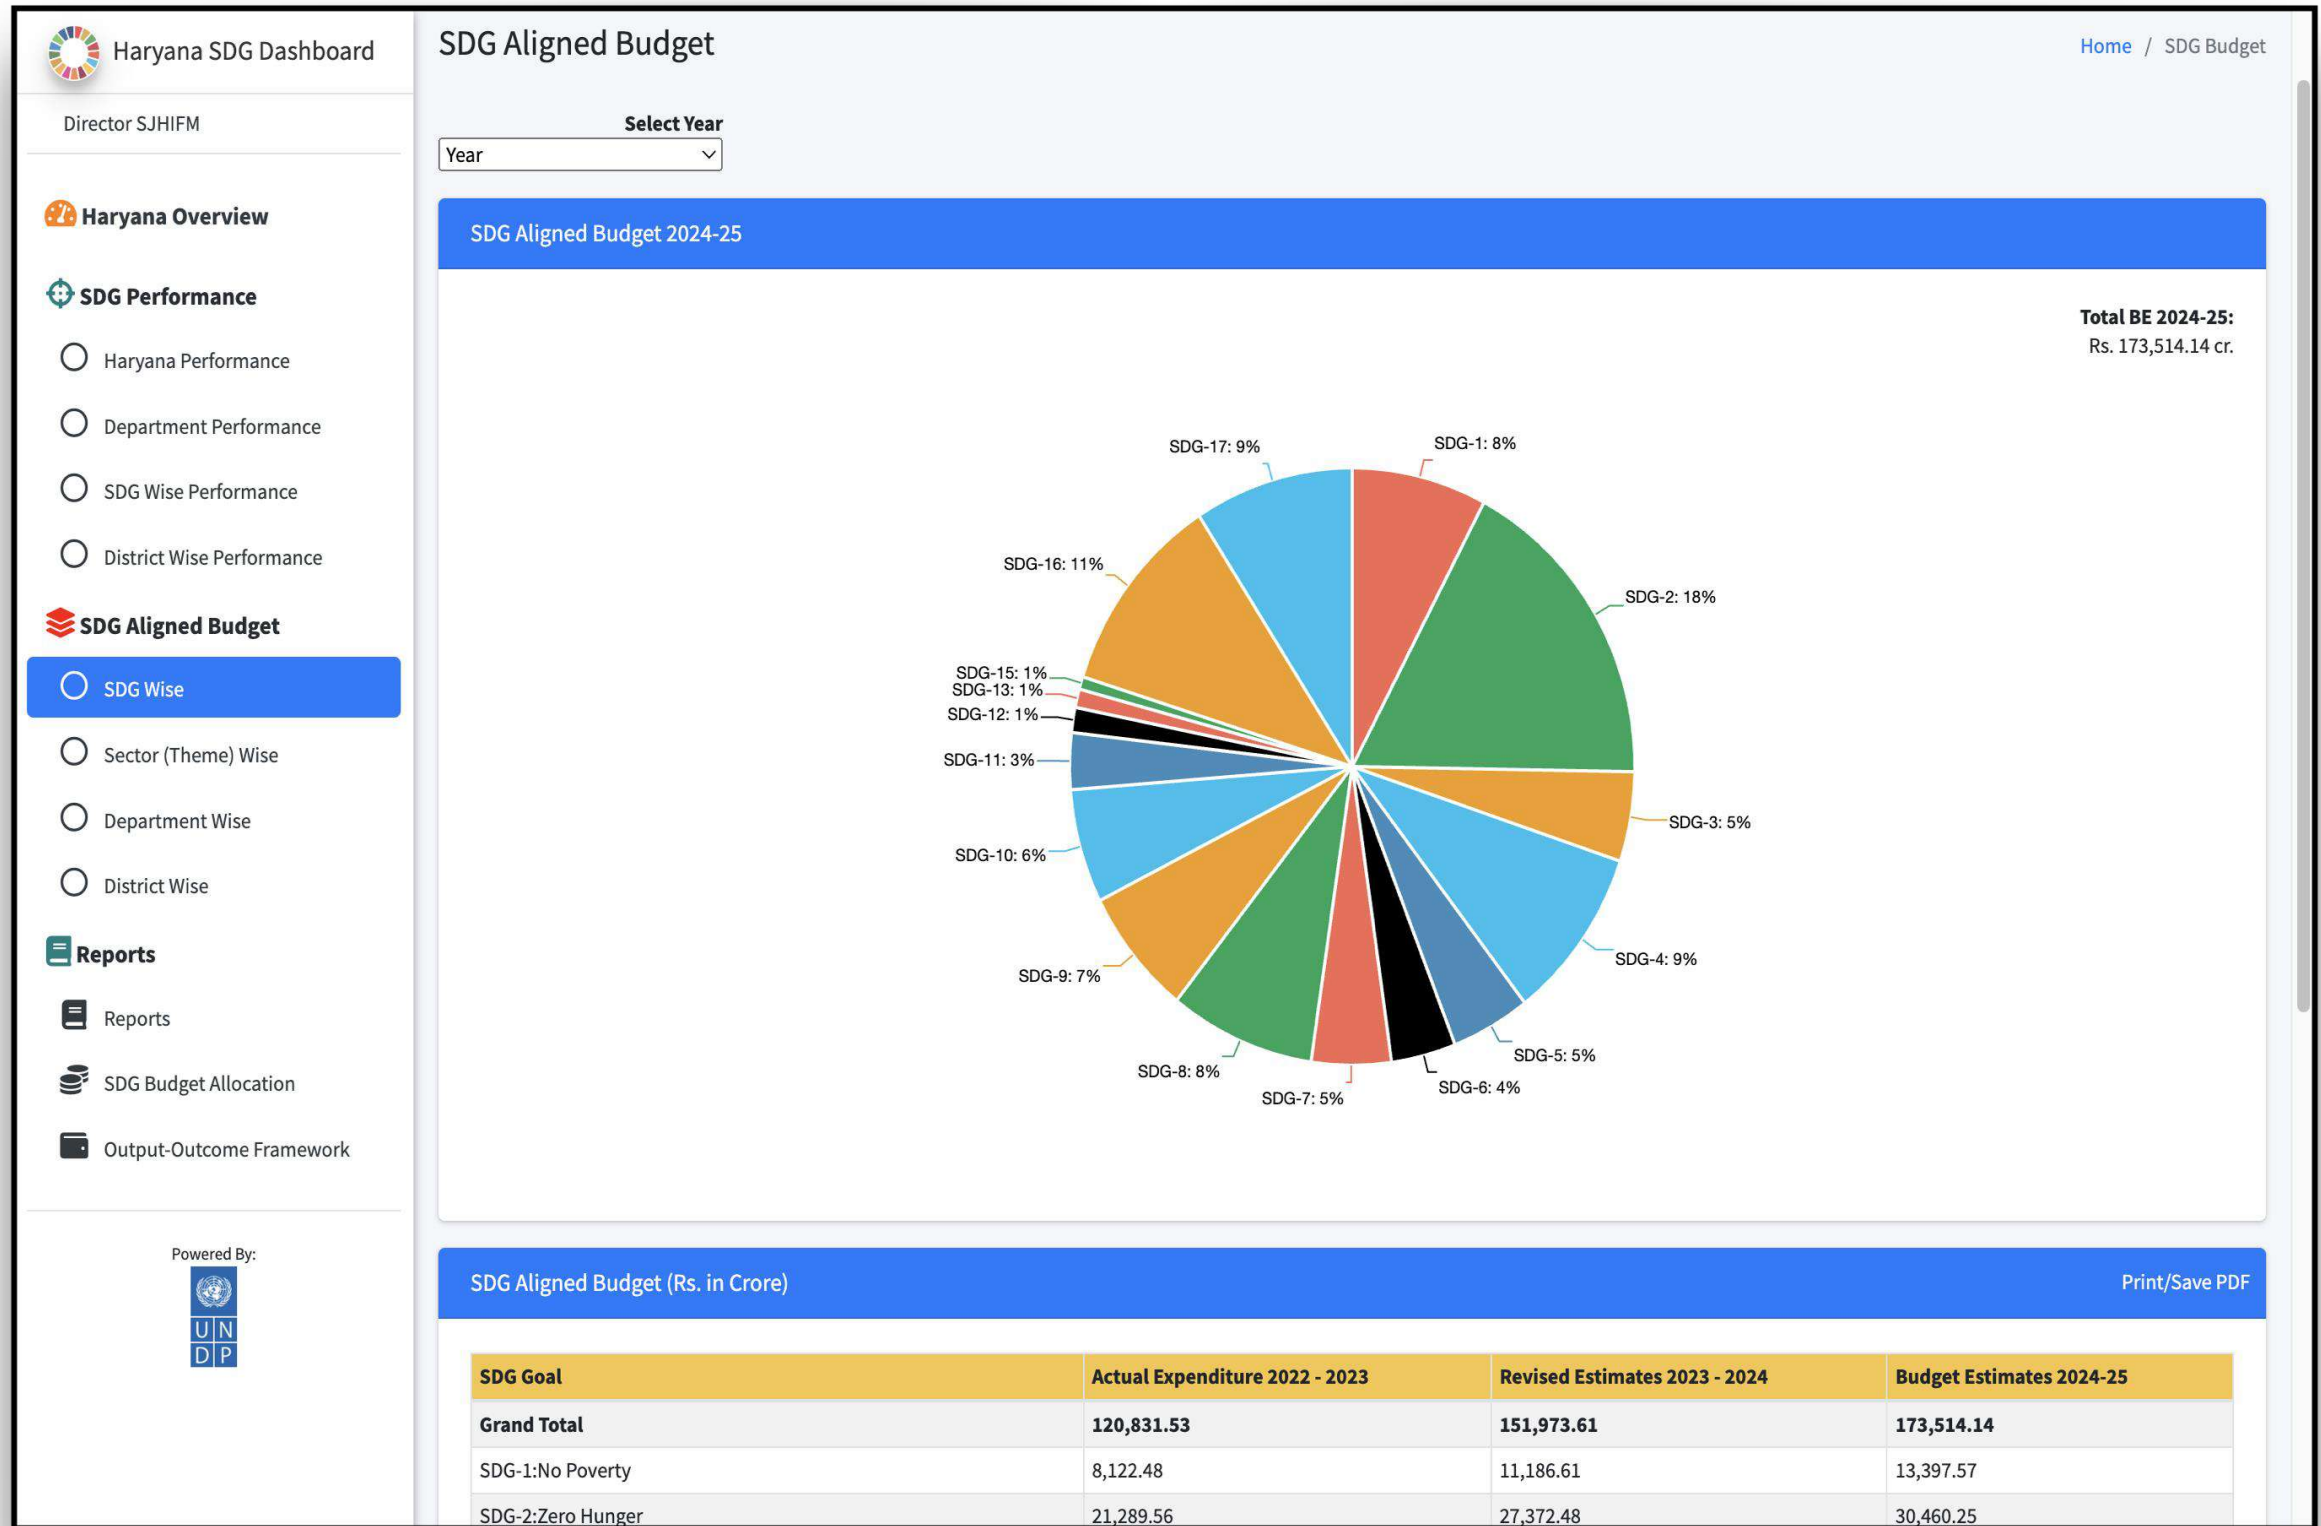 Haryana SDG Dashboard
Director SJHIFM
Haryana Overview
SDG Performance
Haryana Performance
Department Performance
SDG Wise Performance
District Wise Performance
SDG Aligned Budget
SDG Wise
Sector (Theme) Wise
Department Wise
District Wise
Reports
Reports
SDG Budget Allocation
Output-Outcome Framework
Powered By:
UN
DP
SDG Aligned Budget
Home / SDG Budget
Select Year
Year
SDG Aligned Budget 2024-25
Total BE 2024-25:
Rs. 173,514.14 cr.
SDG-1: 8%
SDG-2: 18%
SDG-3: 5%
SDG-4: 9%
SDG-5: 5%
SDG-6: 4%
SDG-7: 5%
SDG-8: 8%
SDG-9: 7%
SDG-10: 6%
SDG-11: 3%
SDG-12: 1%
SDG-13: 1%
SDG-15: 1%
SDG-16: 11%
SDG-17: 9%
SDG Aligned Budget (Rs. in Crore) Print/Save PDF
SDG Goal Actual Expenditure 2022 - 2023 Revised Estimates 2023 - 2024 Budget Estimates 2024-25
Grand Total 120,831.53 151,973.61 173,514.14
SDG-1:No Poverty 8,122.48 11,186.61 13,397.57
SDG-2:Zero Hunger 21,289.56 27,372.48 30,460.25